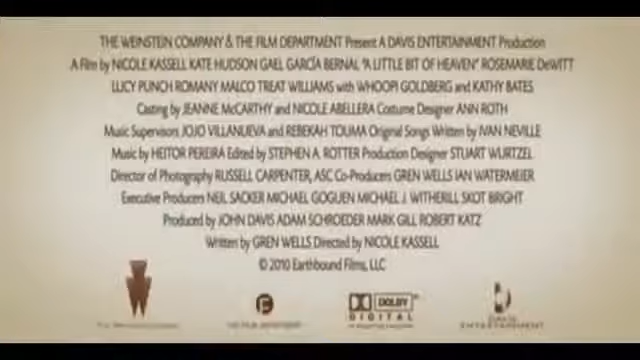 THE WEINSTEIN COMPANY & THE FILM DEPARTMENT Present A DAVIS ENTERTAINMENT Production
A Film by NICOLE KASSELL KATE HUDSON GAEL GARCÍA BERNAL "A LITTLE BIT OF HEAVEN" ROSEMARIE DeWITT
LUCY PUNCH ROMANY MALCO TREAT WILLIAMS with WHOOPI GOLDBERG and KATHY BATES
Casting by JEANNE McCARTHY and NICOLE ABELLERA Costume Designer ANN ROTH
Music Supervisors JOJO VILLANUEVA and REBEKAH TOUMA Original Songs Written by IVAN NEVILLE
Music by HEITOR PEREIRA Edited by STEPHEN A. ROTTER Production Designer STUART WURTZEL
Director of Photography RUSSELL CARPENTER, ASC Co-Producers GREN WELLS IAN WATERMEIER
Executive Producers NEIL SACKER MICHAEL GOGUEN MICHAEL J. WITHERILL SKOT BRIGHT
Produced by JOHN DAVIS ADAM SCHROEDER MARK GILL ROBERT KATZ
Written by GREN WELLS Directed by NICOLE KASSELL
© 2010 Earthbound Films, LLC
DOLBY
DIGITAL
ENTERTAINMENT